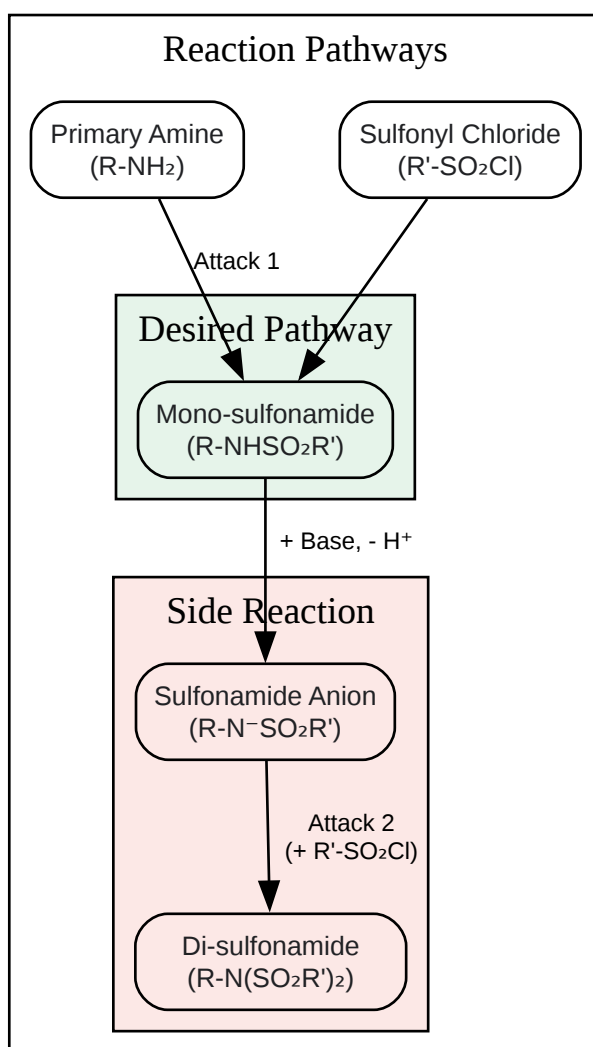 Reaction Pathways
Primary Amine
(R-NH₂)
Sulfonyl Chloride
(R'-SO₂Cl)
Attack 1
Desired Pathway
Mono-sulfonamide
(R-NHSO₂R')
+ Base, - H⁺
Side Reaction
Sulfonamide Anion
(R-N⁻SO₂R')
Attack 2
(+ R'-SO₂Cl)
Di-sulfonamide
(R-N(SO₂R')₂)